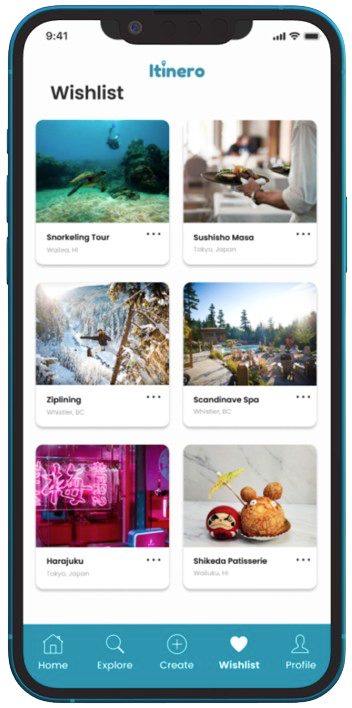 9:41
Itinero
Wishlist
Snorkeling Tour
Wailea, HI
Sushisho Masa
Tokyo, Japan
Ziplining
Whistler, BC
Scandinave Spa
Whistler, BC
Harajuku
Tokyo, Japan
Shikeda Patisserie
Wailuku, HI
Home
Explore
Create
Wishlist
Profile